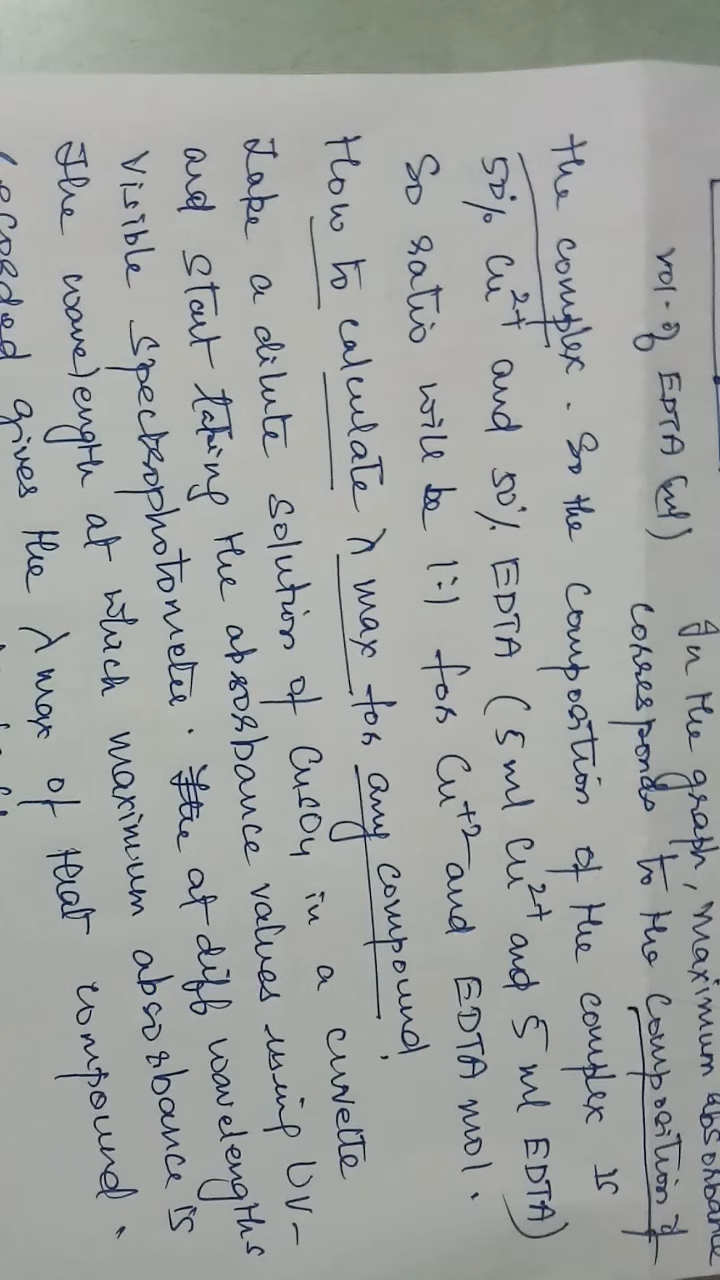 vol. of EDTA (ml)
In the graph, maximum absorbance
corresponds to the composition of
the complex. So the composition of the complex is
50% Cu²⁺ and 50% EDTA (5 ml Cu²⁺ and 5 ml EDTA)
So ratio will be 1:1 for Cu⁺² and EDTA mol.
How to calculate λ max for any compound:
Take a dilute solution of CuSO₄ in a cuvette
and start taking the absorbance values using UV-
visible spectrophotometer. at diff wavelengths
The wavelength at which maximum absorbance is
recorded gives the λ max of that compound.